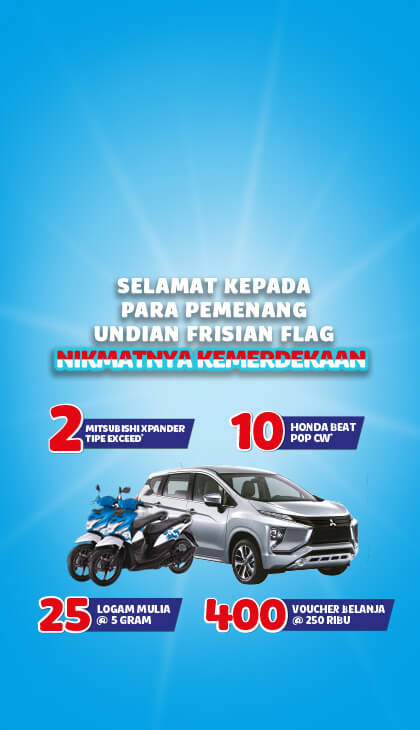 SELAMAT KEPADA
PARA PEMENANG
UNDIAN FRISIAN FLAG
NIKMATNYA KEMERDEKAAN
2 MITSUBISHI XPANDER
TIPE EXCEED*
10 HONDA BEAT
POP CW*
25 LOGAM MULIA
@ 5 GRAM
400 VOUCHER BELANJA
@ 250 RIBU